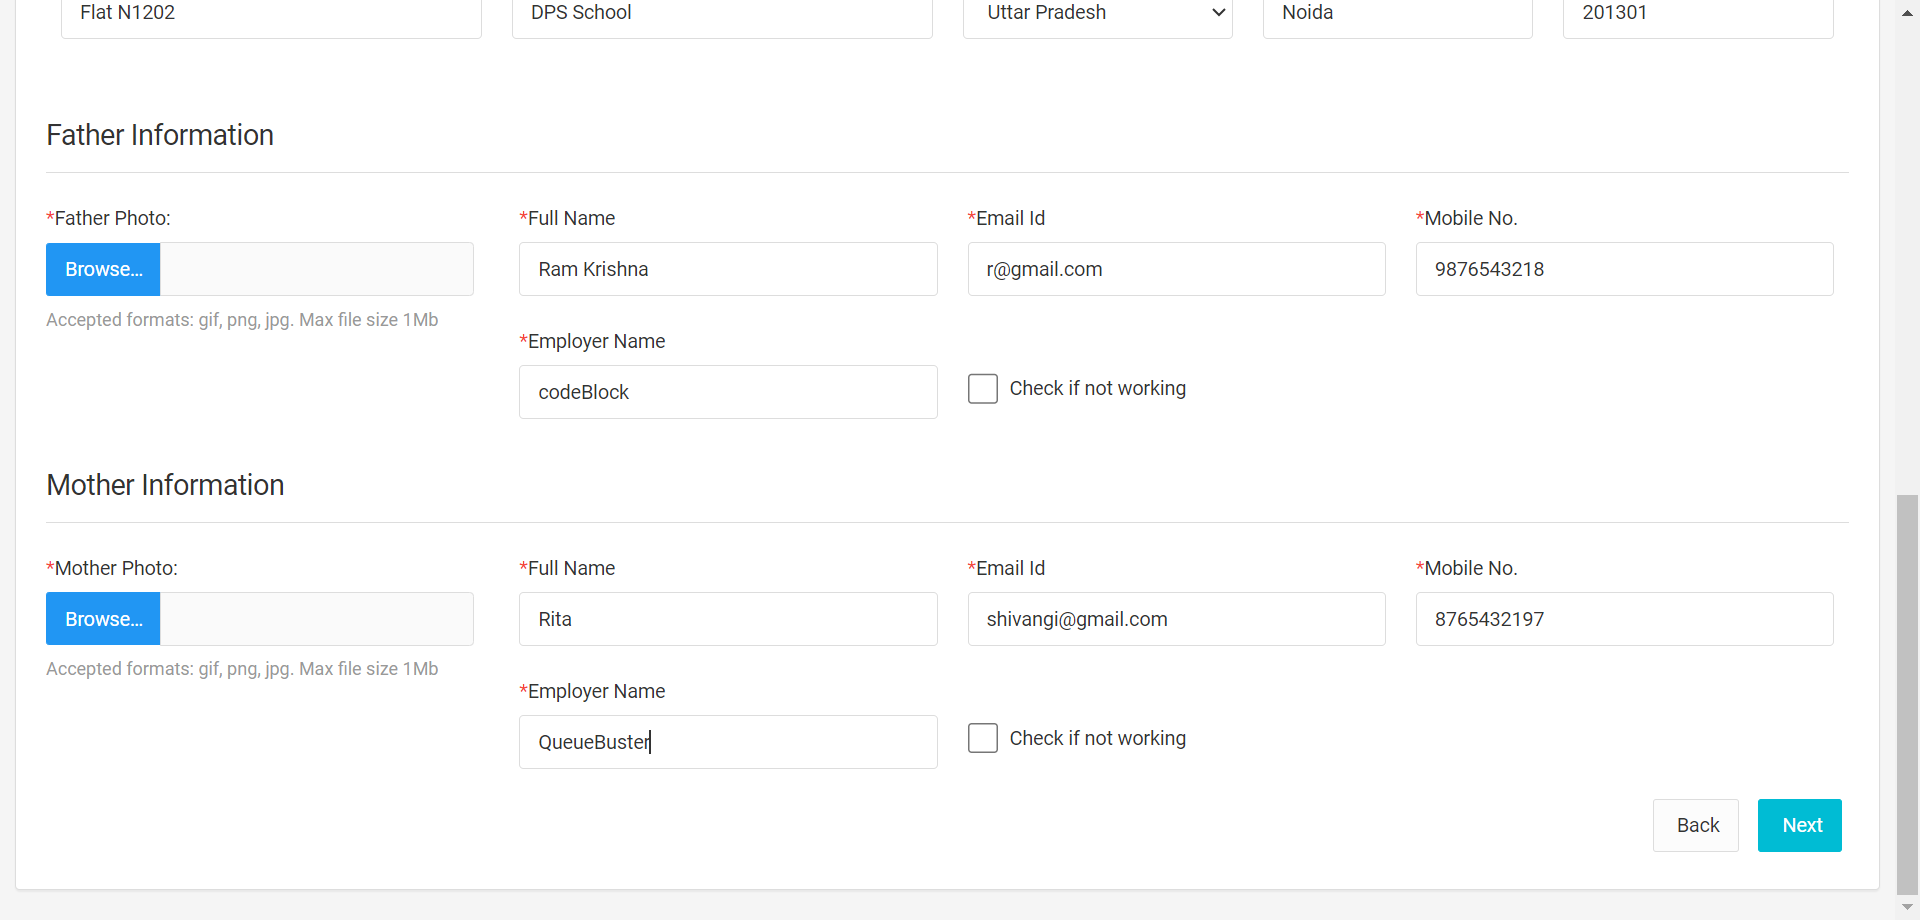 Flat N1202 DPS School Uttar Pradesh Noida 201301
Father Information
*Father Photo: *Full Name *Email Id *Mobile No.
Browse... Ram Krishna r@gmail.com 9876543218
Accepted formats: gif, png, jpg. Max file size 1Mb
*Employer Name
codeBlock Check if not working
Mother Information
*Mother Photo: *Full Name *Email Id *Mobile No.
Browse... Rita shivangi@gmail.com 8765432197
Accepted formats: gif, png, jpg. Max file size 1Mb
*Employer Name
QueueBuster Check if not working
Back Next